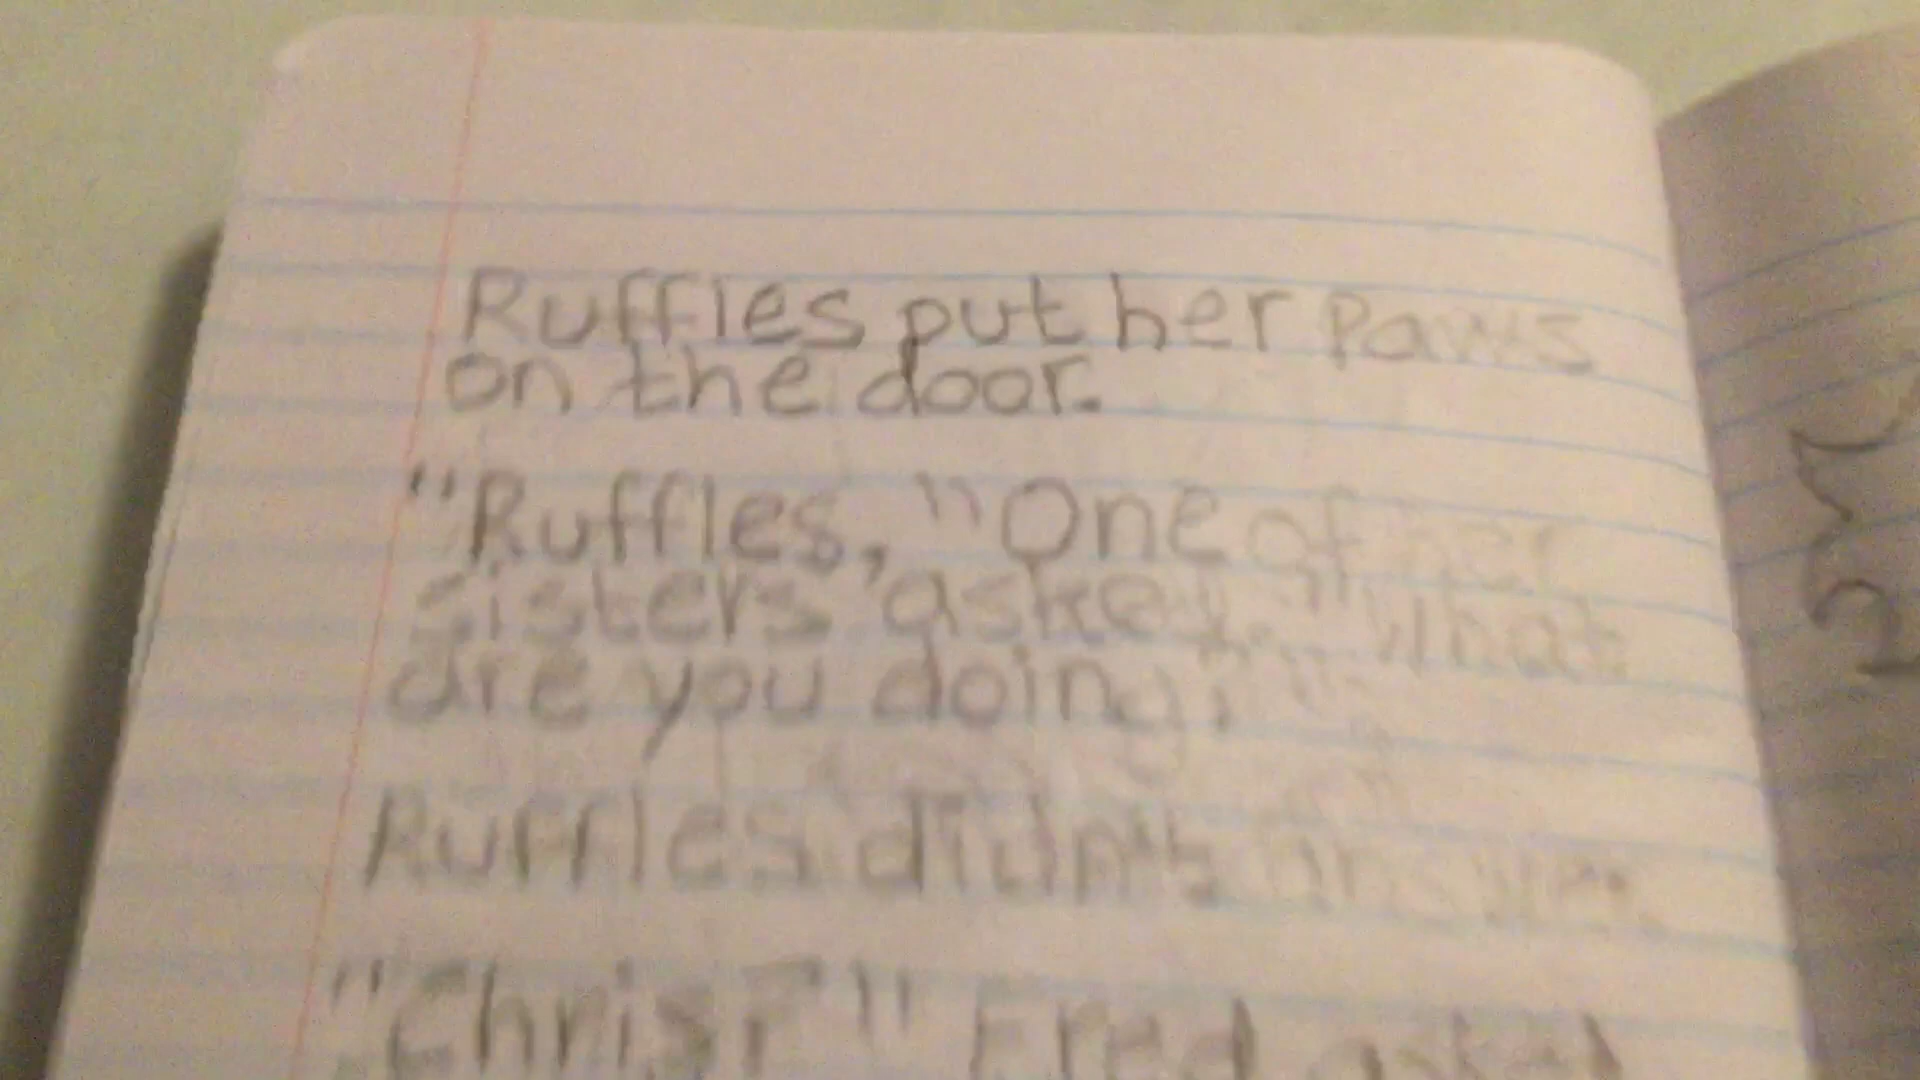 Ruffles put her paws
on the door.
"Ruffles," One of her
sisters asked. "What
are you doing,"
Ruffles didn't answer
"Chris?" Fred asked